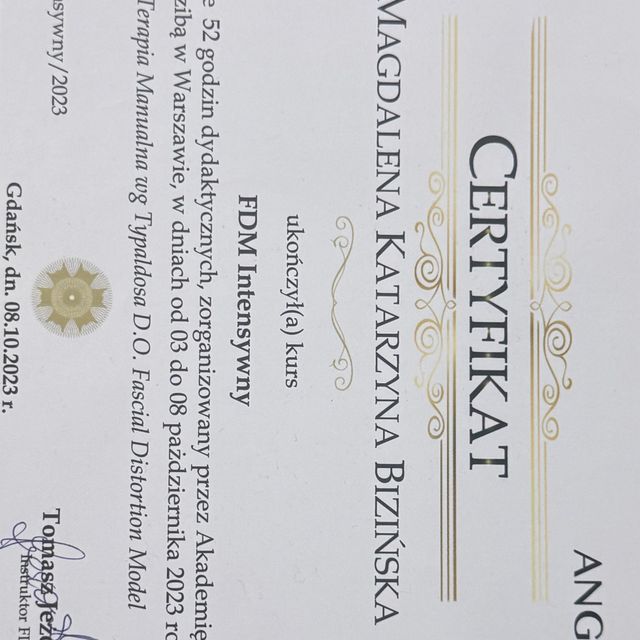 ANG
CERTYFIKAT
MAGDALENA KATARZYNA BIZIŃSKA
ukończył(a) kurs
FDM Intensywny
e 52 godzin dydaktycznych, zorganizowany przez Akademię
zibą w Warszawie, w dniach od 03 do 08 października 2023 ro
Terapia Manualna wg Typaldosa D.O. Fascial Distortion Model
nsywny/2023
Gdańsk, dn. 08.10.2023 r.
Tomasz
Instruktor